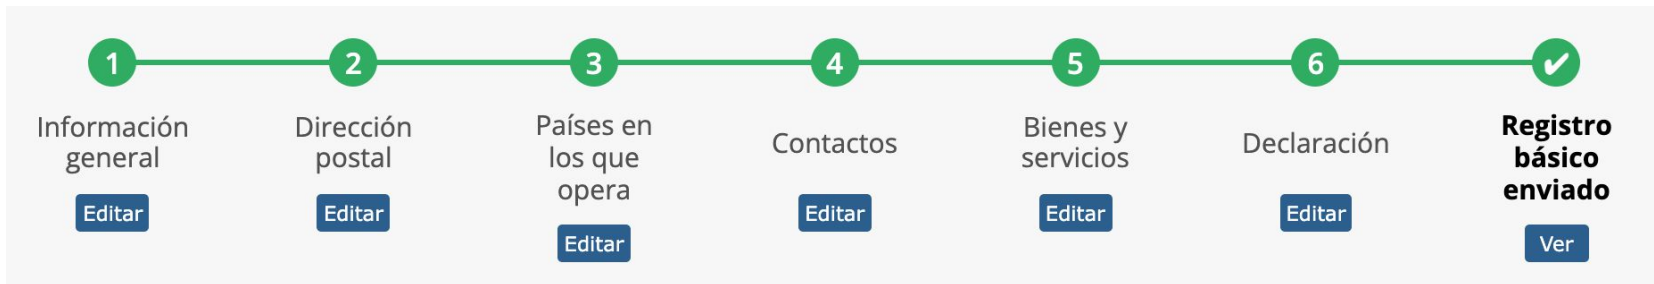 1
2
3
4
5
6
✔
Información
general
Editar
Dirección
postal
Editar
Países en
los que
opera
Editar
Contactos
Editar
Bienes y
servicios
Editar
Declaración
Editar
Registro
básico
enviado
Ver